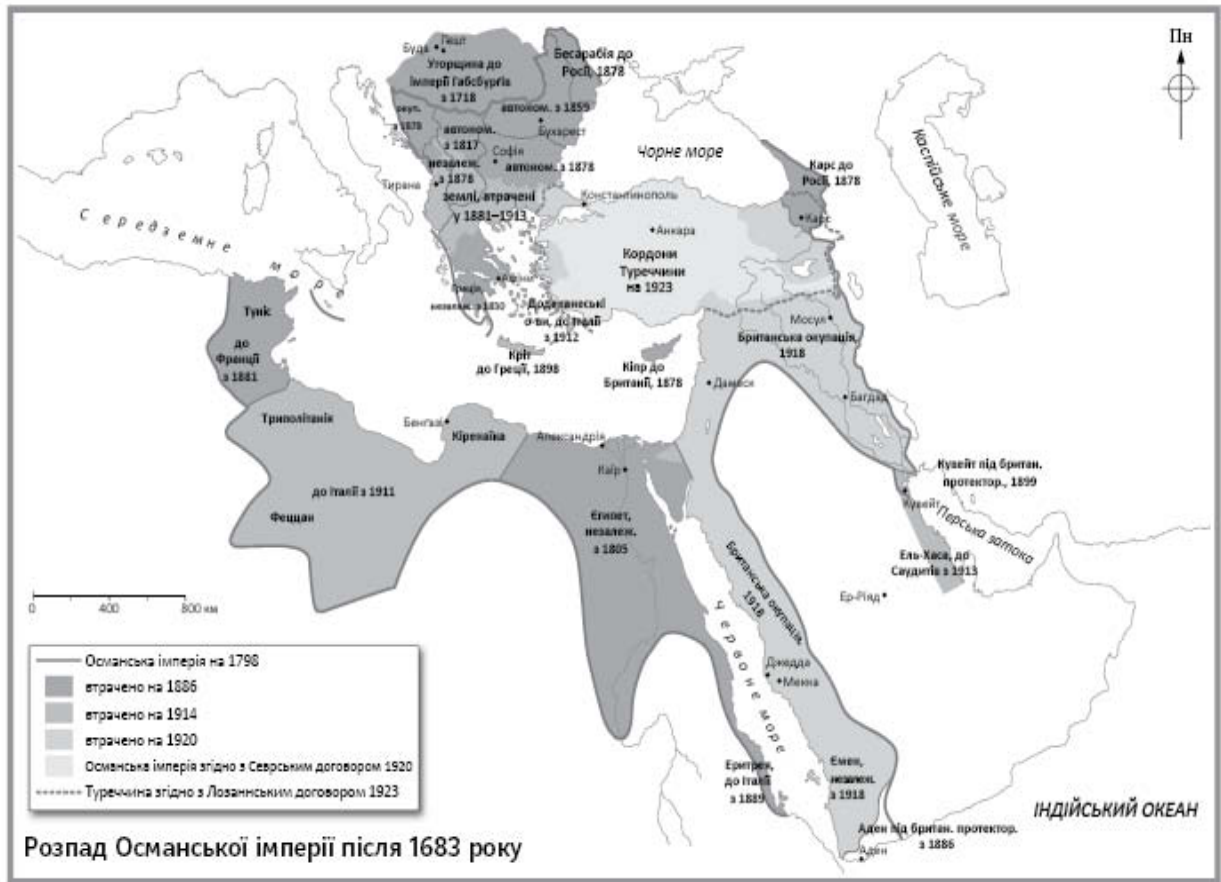 Пн
Буда
Пешт
Угорщина до
імперії Габсбургів
з 1718
Бесарабія до
Росії, 1878
окуп.
з 1878
автоном. з 1859
Бухарест
автоном.
з 1817
незалеж.
з 1878
Софія
автоном. з 1878
Тирана
землі, втрачені
у 1881–1913
Чорне море
Каспійське море
Карс до
Росії, 1878
Карс
Константинополь
Анкара
Кордони
Туреччини
на 1923
Середземне море
Афіни
Греція,
незалеж. з 1830
Додеканеські
о-ви, до Італії
з 1912
Кріт
до Греції, 1898
Кіпр до
Британії, 1878
Мосул
Британська окупація,
1918
Дамаск
Багдад
Туніс
до
Франції
з 1881
Триполітанія
Бенгазі
Кіренаїка
Александрія
Каїр
до Італії з 1911
Феццан
Єгипет,
незалеж.
з 1805
Кувейт під британ.
протектор., 1899
Кувейт
Перська затока
Ель-Хаса, до
Саудитів з 1913
Ер-Ріяд
Британська окупація,
1918
Червоне море
Джедда
Мекка
Еритрея,
до Італії
з 1889
Ємен,
незалеж.
з 1918
Аден під британ. протектор.
з 1886
Аден
ІНДІЙСЬКИЙ ОКЕАН
0 400 800 км
Османська імперія на 1798
втрачено на 1886
втрачено на 1914
втрачено на 1920
Османська імперія згідно з Севрським договором 1920
Туреччина згідно з Лозаннським договором 1923
Розпад Османської імперії після 1683 року